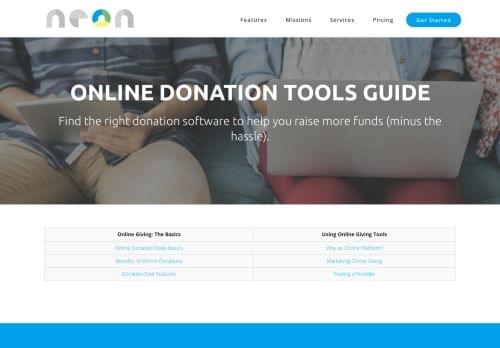 neon
Features Missions Services Pricing Get Started
ONLINE DONATION TOOLS GUIDE
Find the right donation software to help you raise more funds (minus the
hassle).
Online Giving: The Basics Using Online Giving Tools
Online Donation Tools Basics Why an Online Platform?
Benefits of Online Donations Marketing Online Giving
Donation Tool Features Finding a Provider